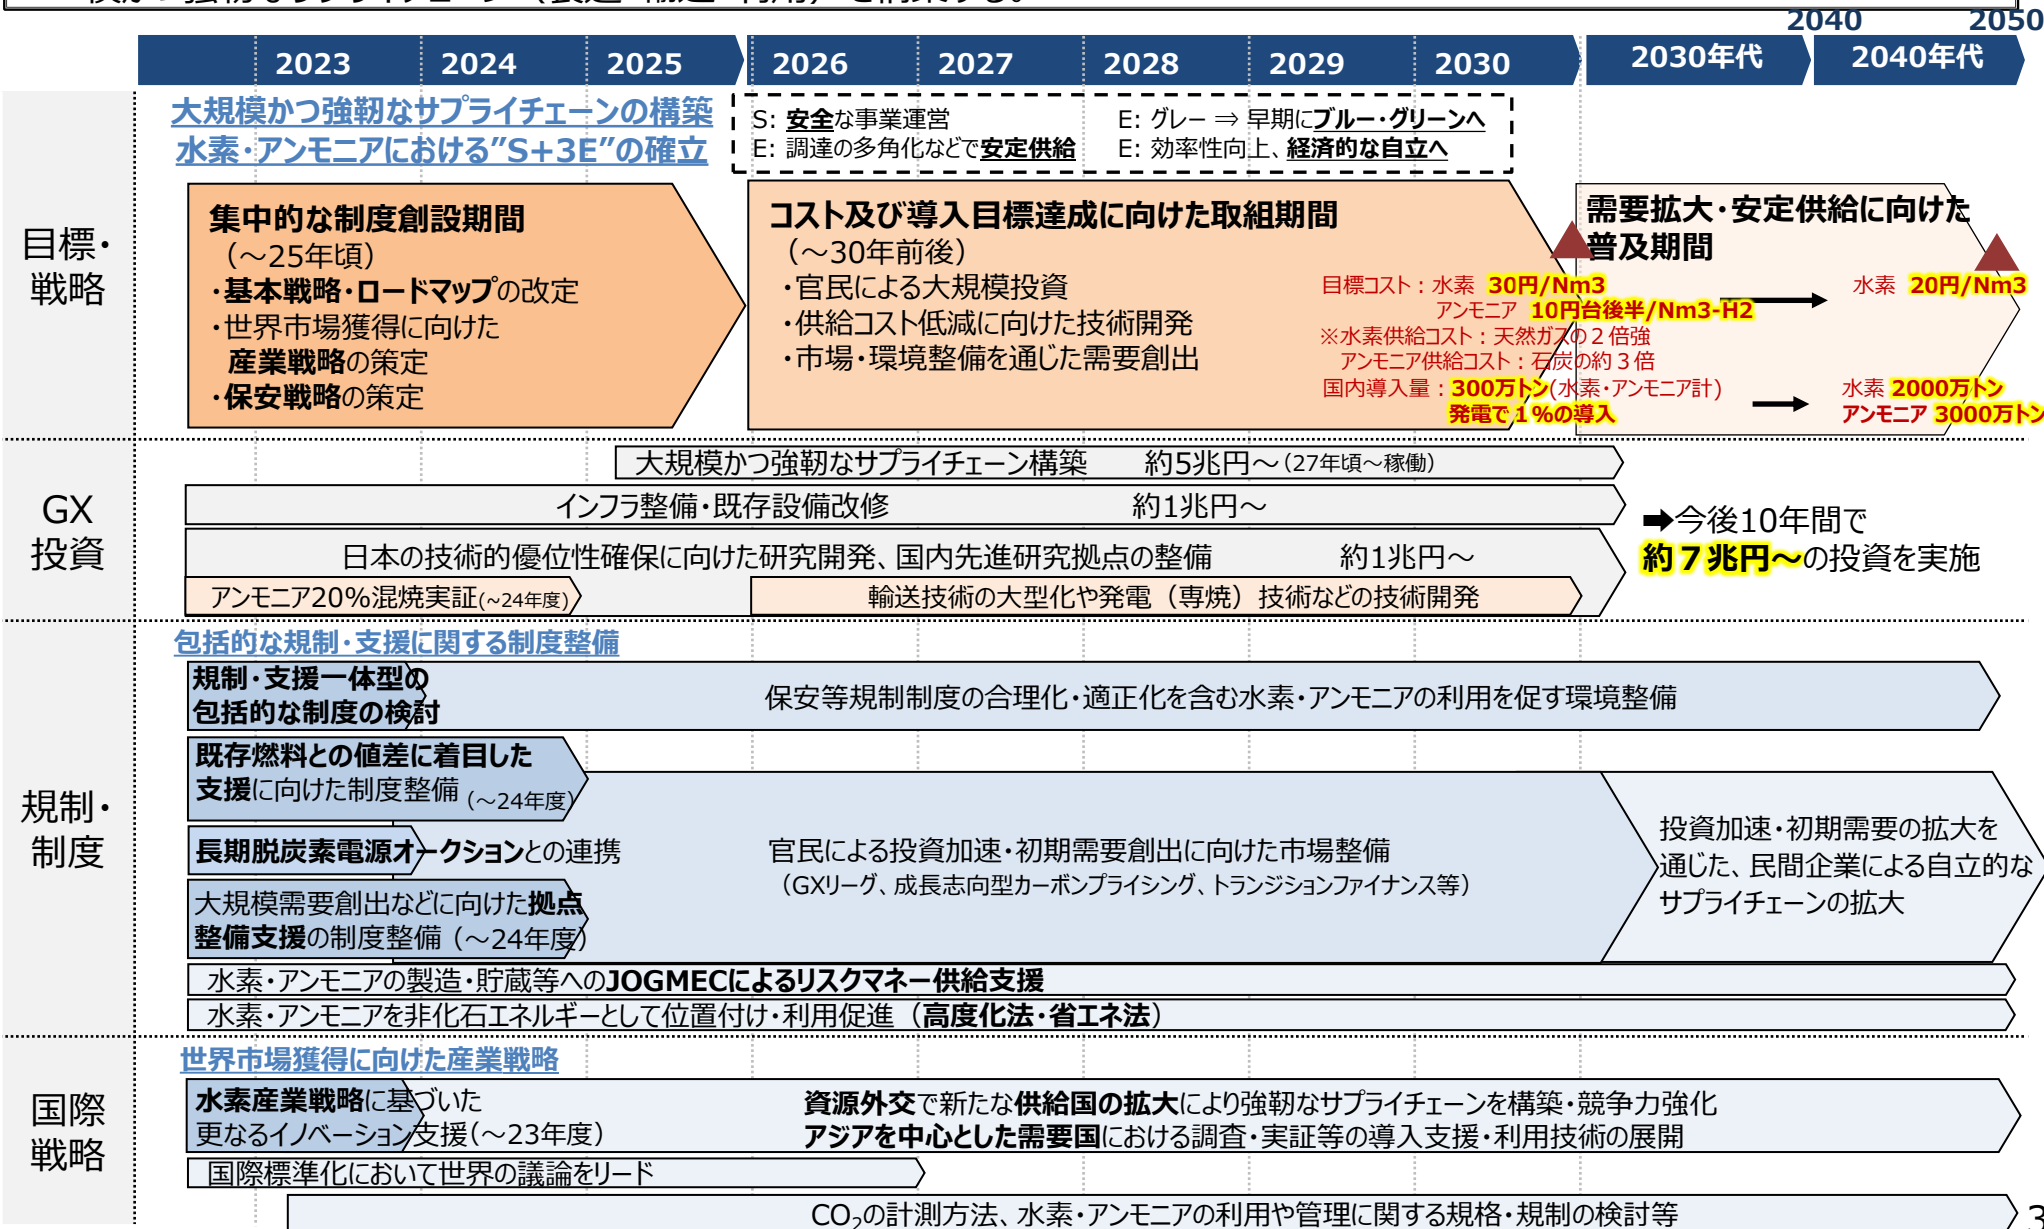 2040 2050
2023 2024 2025 2026 2027 2028 2029 2030 2030年代 2040年代
目標・
戦略
大規模かつ強靭なサプライチェーンの構築
水素・アンモニアにおける”S+3E”の確立
S: 安全な事業運営
E: 調達の多角化などで安定供給
E: グレー ⇒ 早期にブルー・グリーンへ
E: 効率性向上、経済的な自立へ
集中的な制度創設期間
（～25年頃）
・基本戦略・ロードマップの改定
・世界市場獲得に向けた
産業戦略の策定
・保安戦略の策定
コスト及び導入目標達成に向けた取組期間
（～30年前後）
・官民による大規模投資
・供給コスト低減に向けた技術開発
・市場・環境整備を通じた需要創出
需要拡大・安定供給に向けた
普及期間
目標コスト：水素 30円/Nm3
アンモニア 10円台後半/Nm3-H2
※水素供給コスト：天然ガスの２倍強
アンモニア供給コスト：石炭の約３倍
国内導入量：300万トン(水素・アンモニア計)
発電で１%の導入
水素 20円/Nm3
水素 2000万トン
アンモニア 3000万トン
GX
投資
大規模かつ強靭なサプライチェーン構築 約5兆円～(27年頃～稼働)
インフラ整備・既存設備改修 約1兆円～
日本の技術的優位性確保に向けた研究開発、国内先進研究拠点の整備 約1兆円～
アンモニア20%混焼実証(~24年度)
輸送技術の大型化や発電（専焼）技術などの技術開発
➡今後10年間で
約７兆円～の投資を実施
規制・
制度
包括的な規制・支援に関する制度整備
規制・支援一体型の
包括的な制度の検討
保安等規制制度の合理化・適正化を含む水素・アンモニアの利用を促す環境整備
既存燃料との値差に着目した
支援に向けた制度整備（～24年度）
長期脱炭素電源オークションとの連携
大規模需要創出などに向けた拠点
整備支援の制度整備（～24年度）
官民による投資加速・初期需要創出に向けた市場整備
（GXリーグ、成長志向型カーボンプライシング、トランジションファイナンス等）
投資加速・初期需要の拡大を
通じた、民間企業による自立的な
サプライチェーンの拡大
水素・アンモニアの製造・貯蔵等へのJOGMECによるリスクマネー供給支援
水素・アンモニアを非化石エネルギーとして位置付け・利用促進（高度化法・省エネ法）
国際
戦略
世界市場獲得に向けた産業戦略
水素産業戦略に基づいた
更なるイノベーション支援（～23年度）
資源外交で新たな供給国の拡大により強靭なサプライチェーンを構築・競争力強化
アジアを中心とした需要国における調査・実証等の導入支援・利用技術の展開
国際標準化において世界の議論をリード
CO2の計測方法、水素・アンモニアの利用や管理に関する規格・規制の検討等